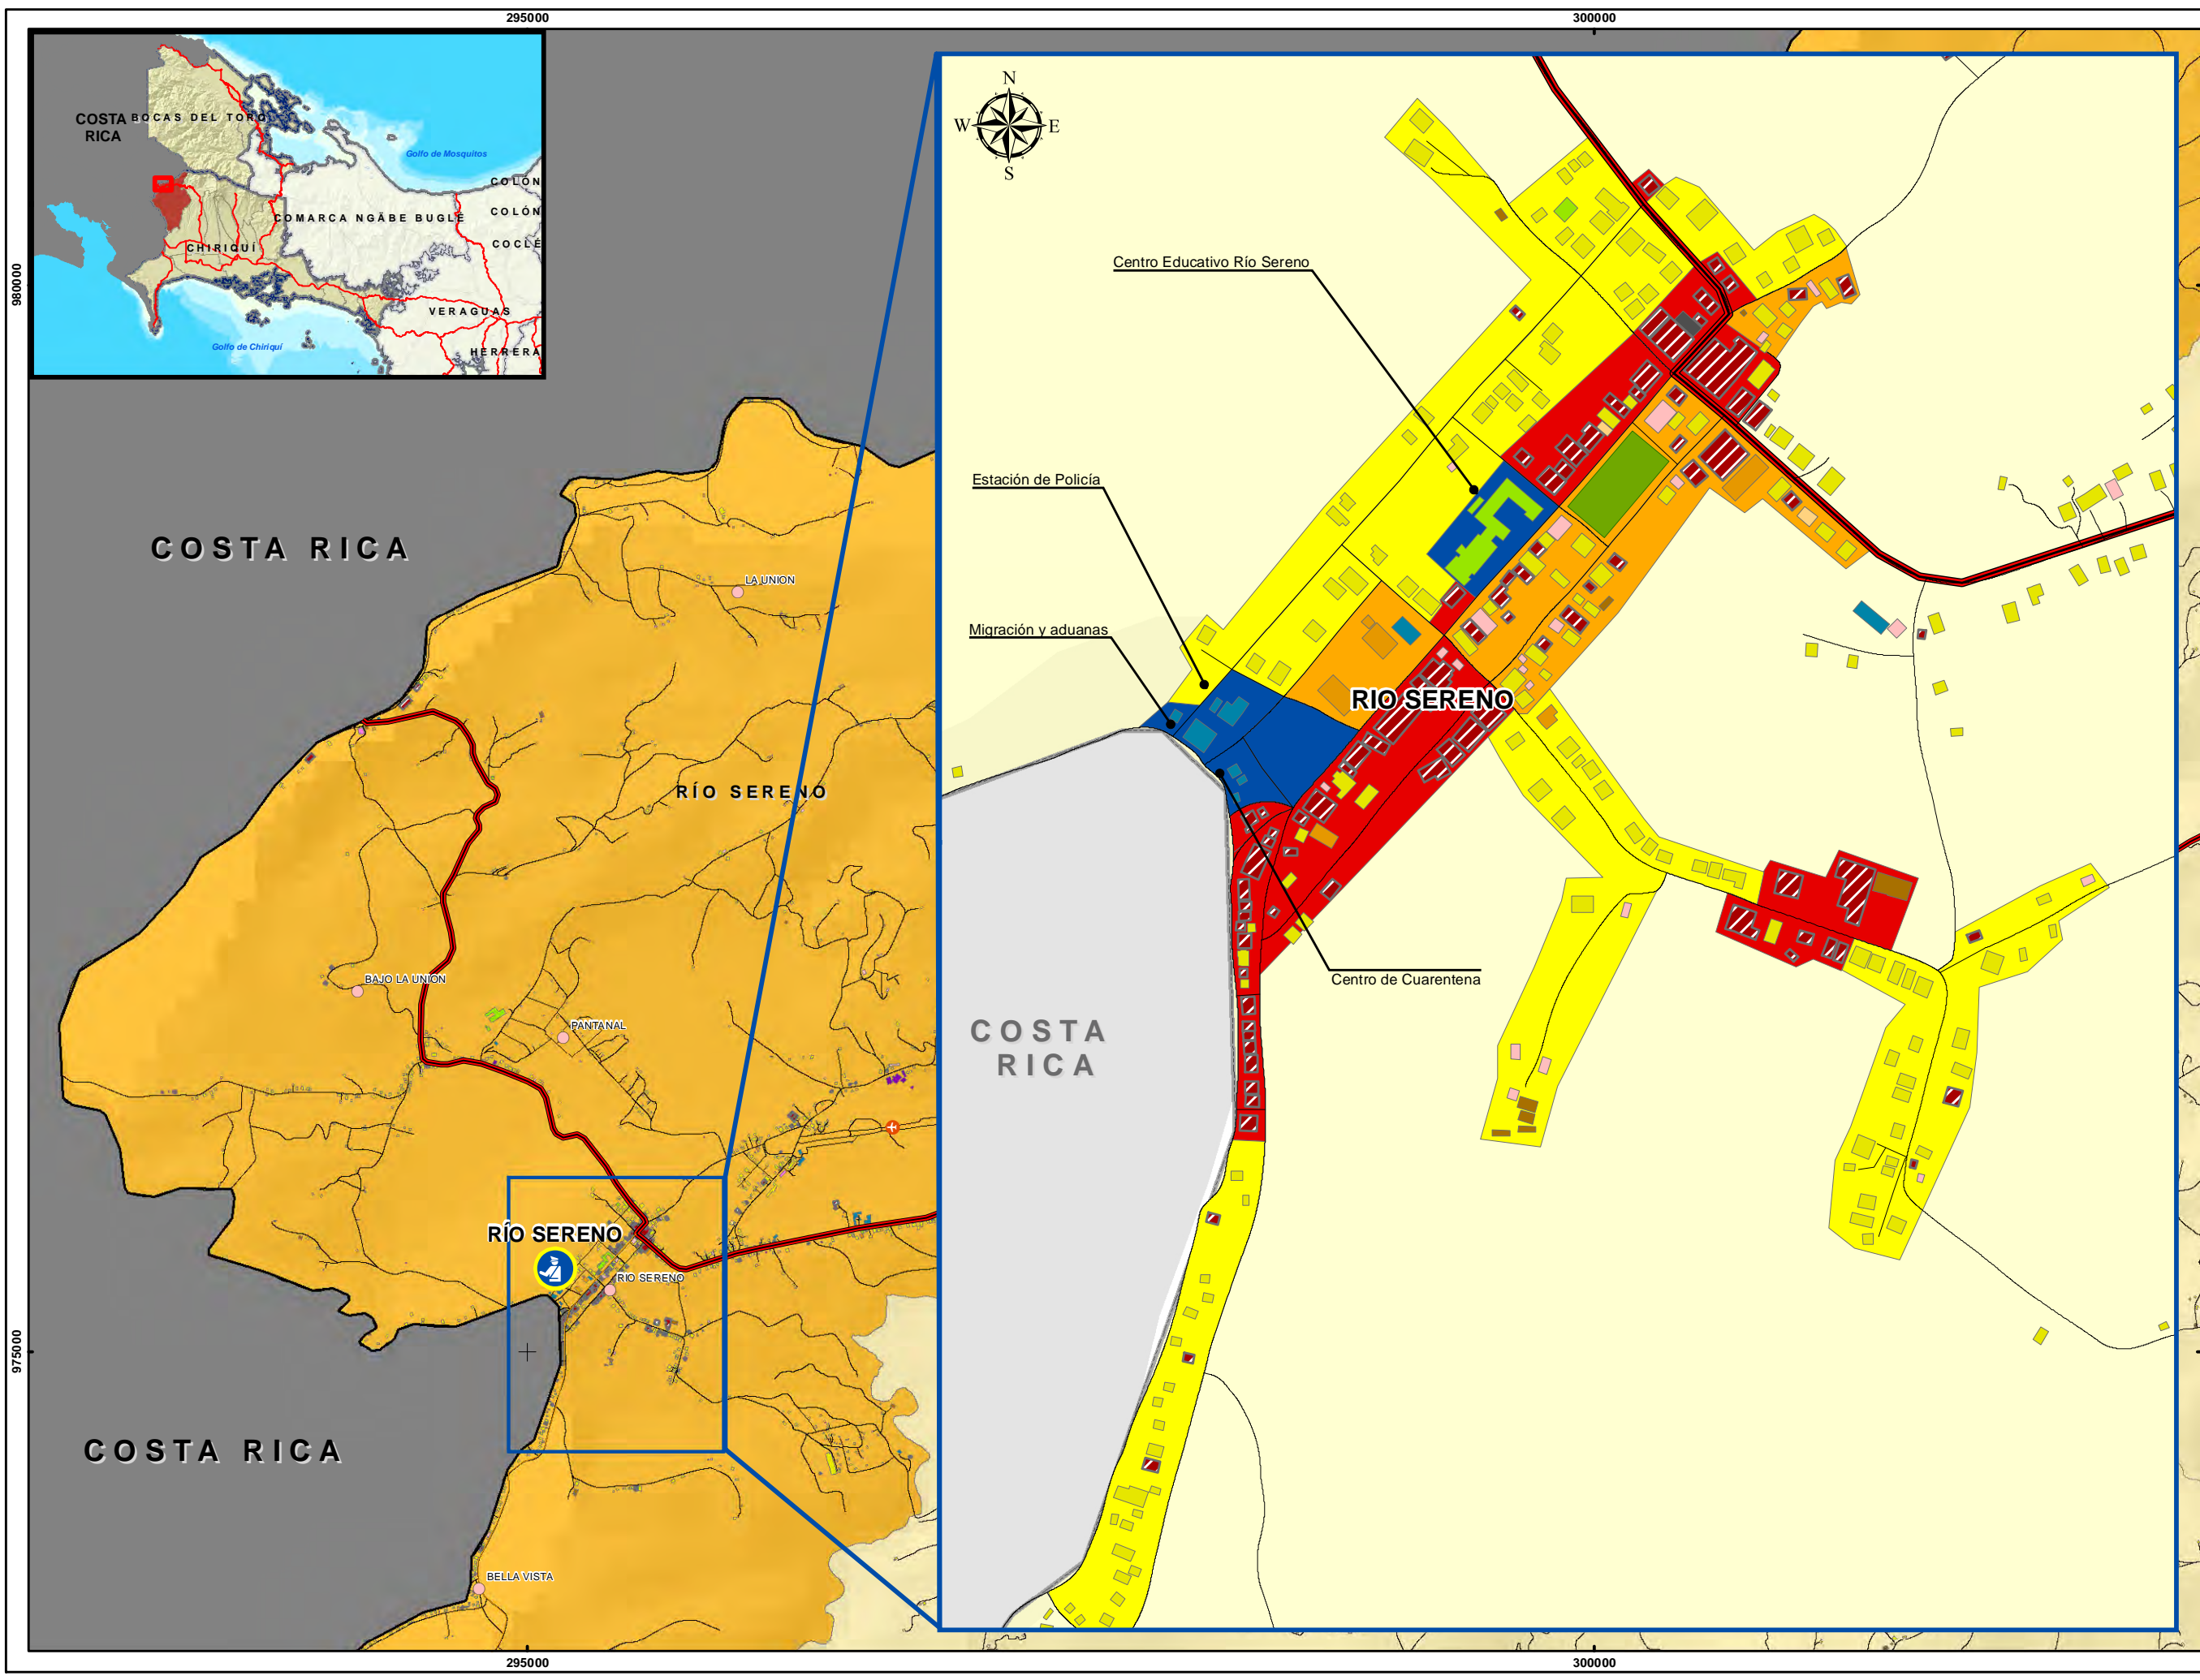 295000
300000
980000
975000
COSTA
RICA
BOCAS DEL TORO
Golfo de Mosquitos
COLÓN
COLÓN
COMARCA NGÄBE BUGLÉ
COCLÉ
CHIRIQUÍ
VERAGUAS
Golfo de Chiriquí
HERRERA
COSTA RICA
LA UNION
RÍO SERENO
BAJO LA UNION
PANTANAL
RÍO SERENO
RIO SERENO
COSTA RICA
BELLA VISTA
N
W
E
S
Centro Educativo Río Sereno
Estación de Policía
Migración y aduanas
RIO SERENO
Centro de Cuarentena
COSTA
RICA
295000
300000